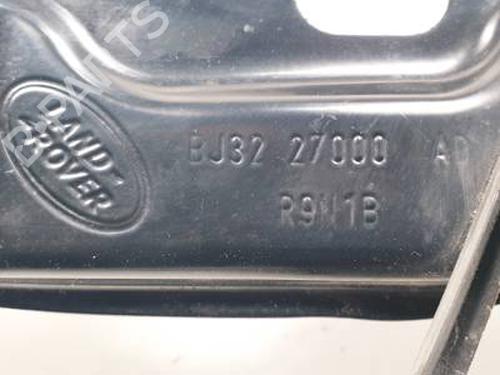 B-PARTS
LAND
ROVER
BJ32 27000 AD
R9N1B